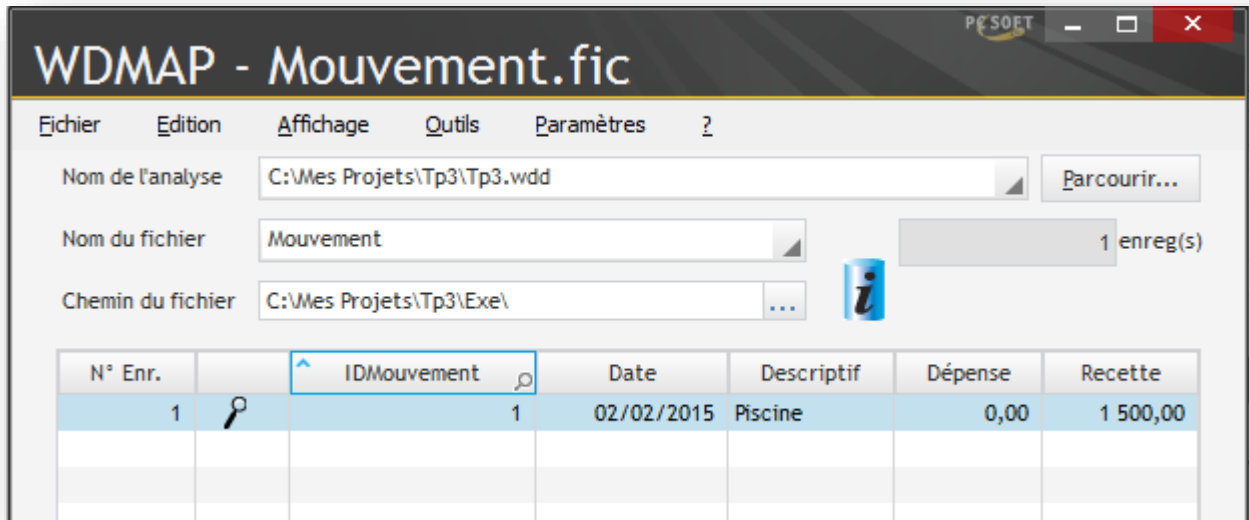 PC SOFT
WDMAP - Mouvement.fic
Fichier Edition Affichage Outils Paramètres ?
Nom de l'analyse C:\Mes Projets\Tp3\Tp3.wdd Parcourir...
Nom du fichier Mouvement 1 enreg(s)
Chemin du fichier C:\Mes Projets\Tp3\Exe\ ...
N° Enr. IDMouvement Date Descriptif Dépense Recette
1 1 02/02/2015 Piscine 0,00 1 500,00